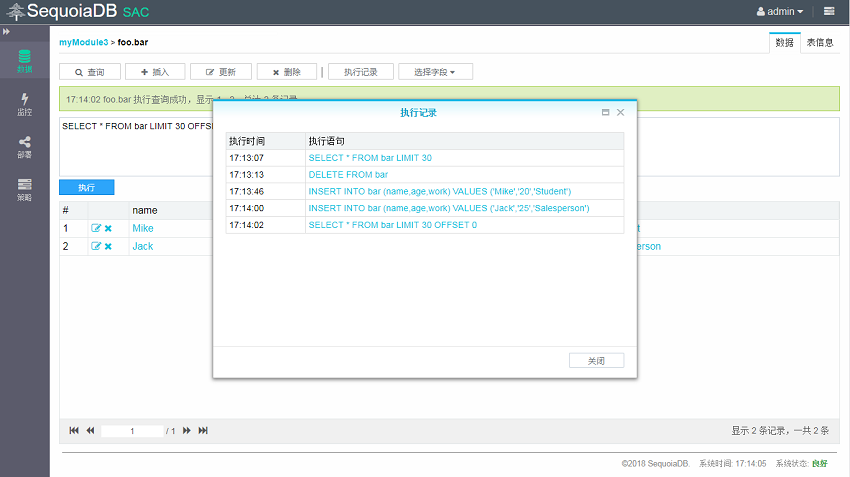 SequoiaDB SAC
admin
myModule3 > foo.bar
数据 表信息
数据
监控
部署
策略
查询 插入 更新 删除 | 执行记录 选择字段
17:14:02 foo.bar 执行查询成功，显示
SELECT * FROM bar LIMIT 30 OFFS
执行
# name
1 Mike
2 Jack
erson
执行记录
执行时间 执行语句
17:13:07 SELECT * FROM bar LIMIT 30
17:13:13 DELETE FROM bar
17:13:46 INSERT INTO bar (name,age,work) VALUES ('Mike','20','Student')
17:14:00 INSERT INTO bar (name,age,work) VALUES ('Jack','25','Salesperson')
17:14:02 SELECT * FROM bar LIMIT 30 OFFSET 0
关闭
1 / 1
显示 2 条记录，一共 2 条
©2018 SequoiaDB. 系统时间: 17:14:05 系统状态: 良好